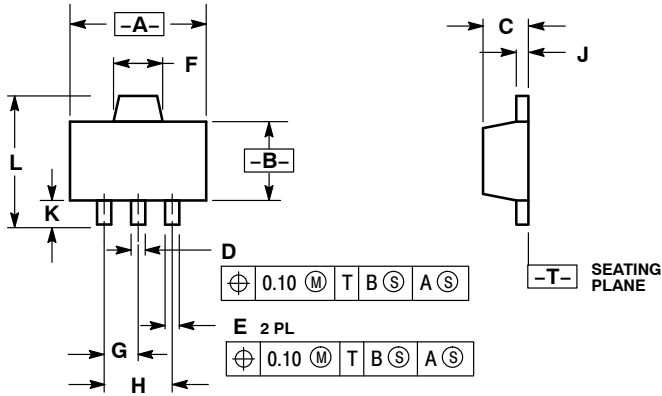 –A–
C
F
J
L
–B–
K
D
⌖ 0.10 Ⓜ T B Ⓢ A Ⓢ
–T– SEATING
PLANE
E 2 PL
⌖ 0.10 Ⓜ T B Ⓢ A Ⓢ
G
H